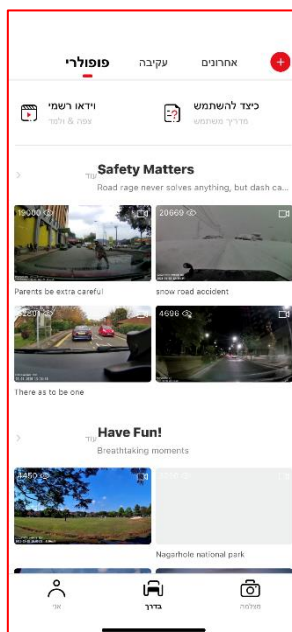 אחרונים
עקיבה
פופולרי
כיצד להשתמש
מדריך משתמש
וידאו רשמי
צפה & ולמד
Safety Matters
עוד
Road rage never solves anything, but dash ca...
19000
20669
Parents be extra careful
snow road accident
4696
There as to be one
Have Fun!
עוד
Breathtaking moments
1450
Nagarhole national park
מצלמה
בדרך
אני